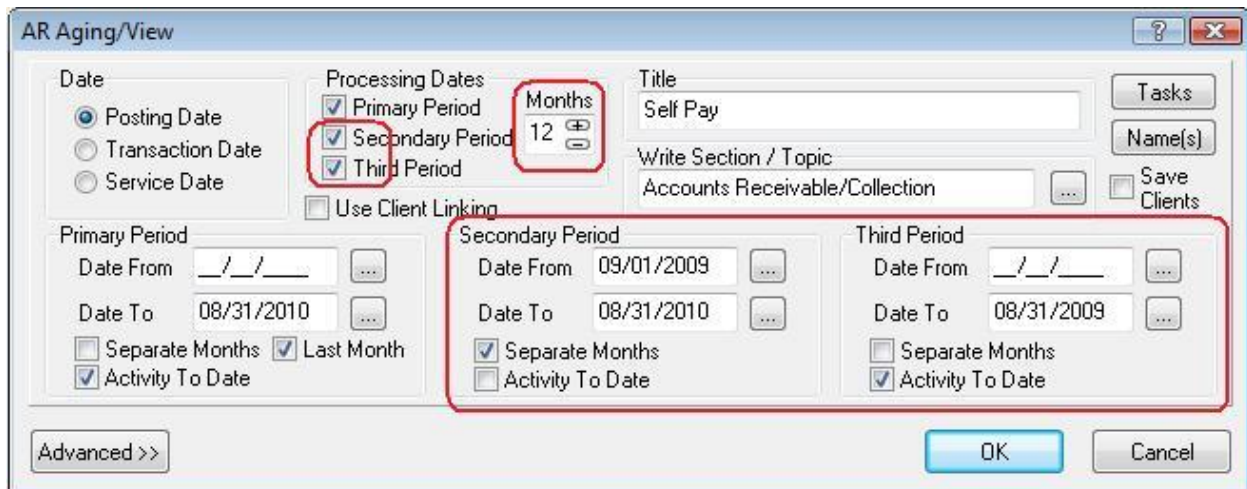 AR Aging/View
Date
Posting Date
Transaction Date
Service Date
Processing Dates
Primary Period
Secondary Period
Third Period
Months
12
Use Client Linking
Title
Self Pay
Write Section / Topic
Accounts Receivable/Collection
...
Tasks
Name(s)
Save
Clients
Primary Period
Date From __/__/____ ...
Date To 08/31/2010 ...
Separate Months Last Month
Activity To Date
Secondary Period
Date From 09/01/2009 ...
Date To 08/31/2010 ...
Separate Months
Activity To Date
Third Period
Date From __/__/____ ...
Date To 08/31/2009 ...
Separate Months
Activity To Date
Advanced >>
OK
Cancel